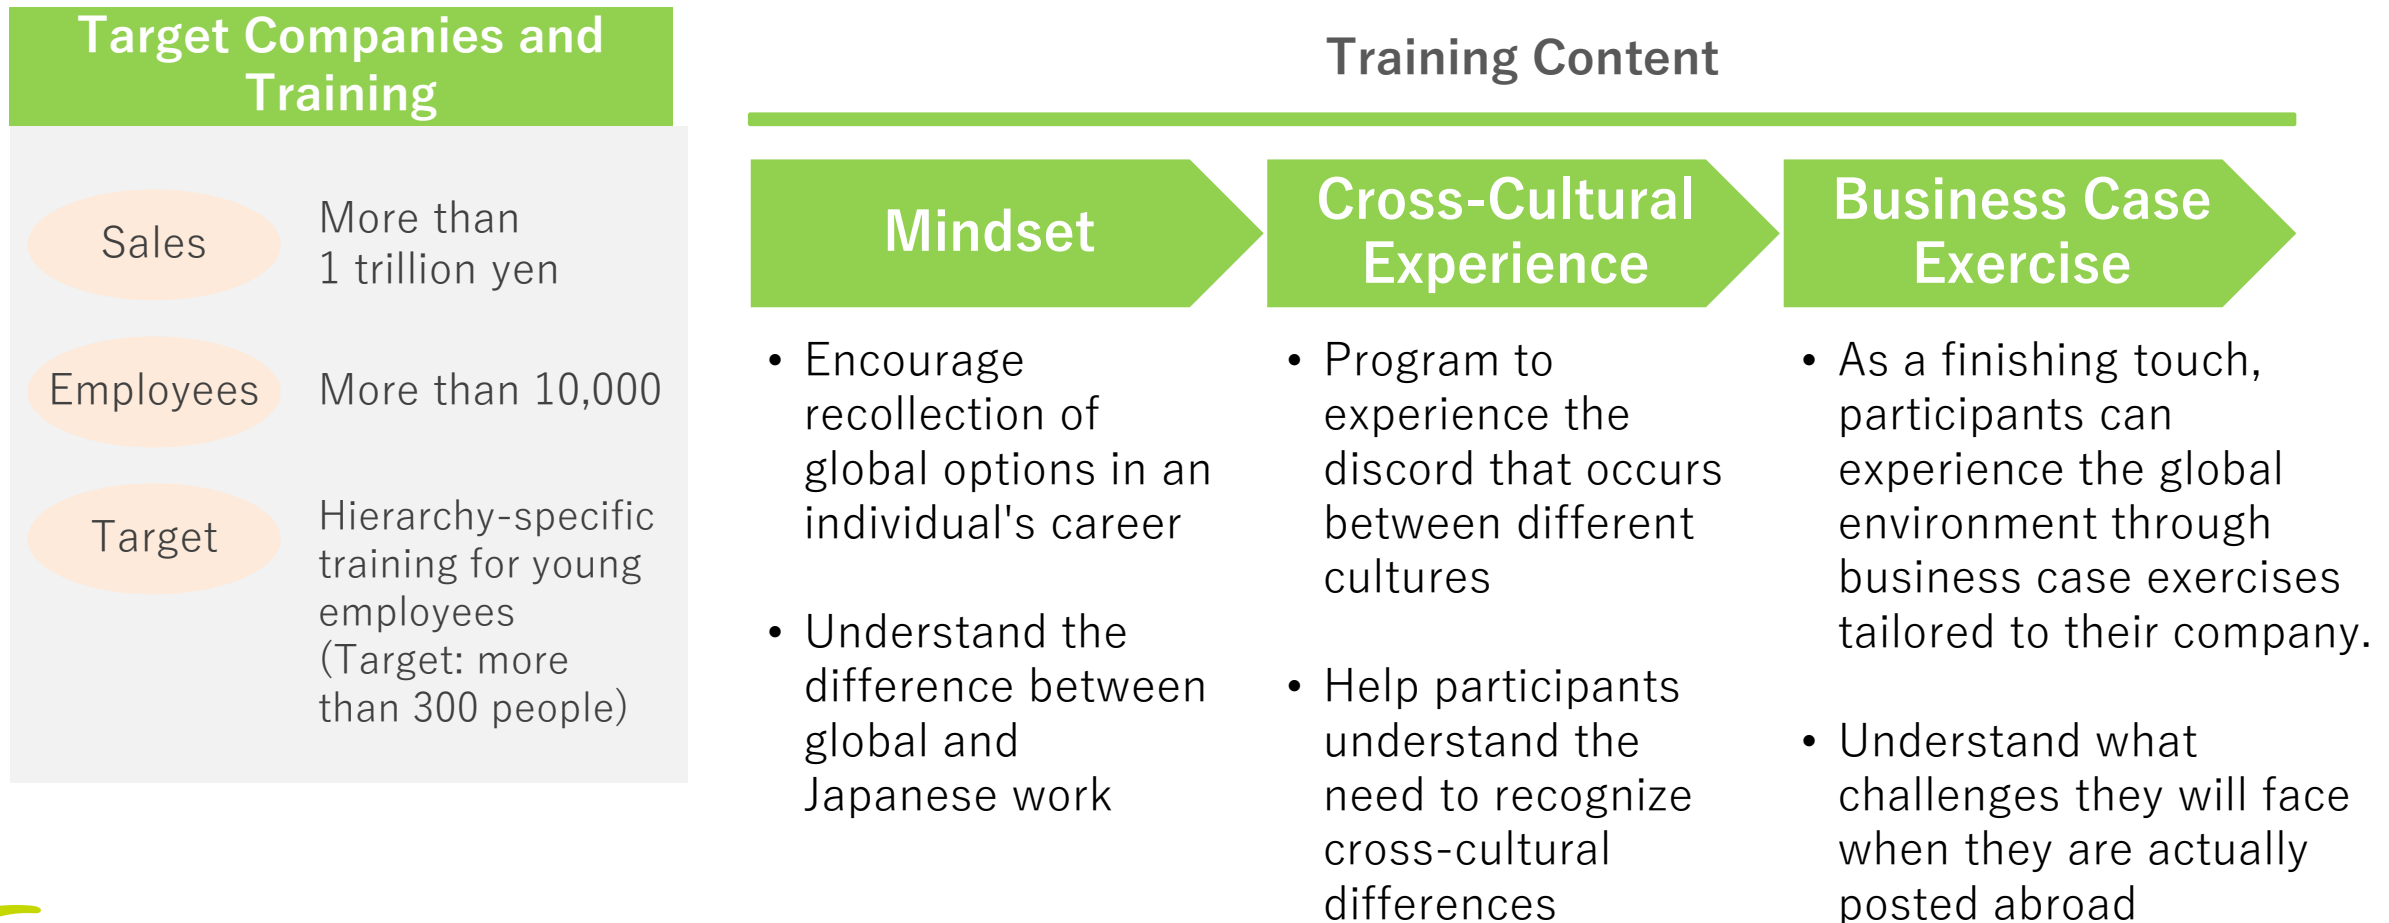 Target Companies and
Training
Sales
More than
1 trillion yen
Employees
More than 10,000
Target
Hierarchy-specific
training for young
employees
(Target: more
than 300 people)
Training Content
Mindset
• Encourage
recollection of
global options in an
individual's career
• Understand the
difference between
global and
Japanese work
Cross-Cultural
Experience
• Program to
experience the
discord that occurs
between different
cultures
• Help participants
understand the
need to recognize
cross-cultural
differences
Business Case
Exercise
• As a finishing touch,
participants can
experience the global
environment through
business case exercises
tailored to their company.
• Understand what
challenges they will face
when they are actually
posted abroad